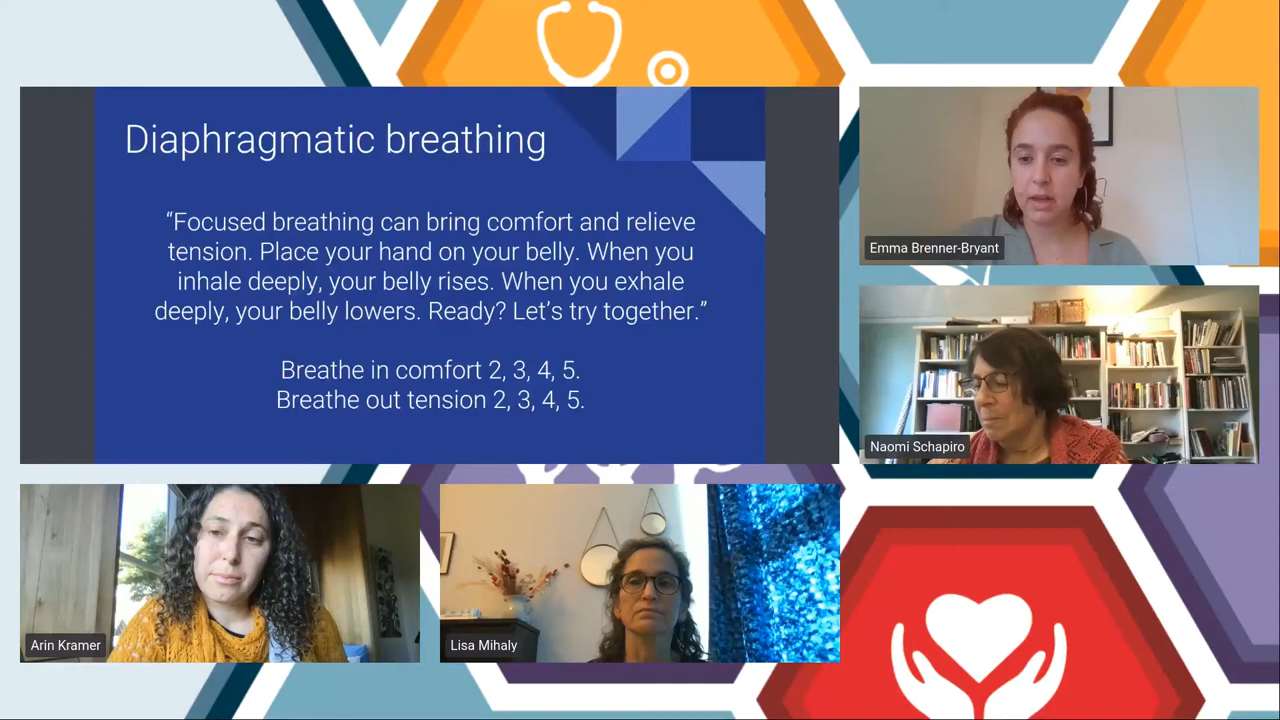 Diaphragmatic breathing
“Focused breathing can bring comfort and relieve
tension. Place your hand on your belly. When you
inhale deeply, your belly rises. When you exhale
deeply, your belly lowers. Ready? Let’s try together.”
Breathe in comfort 2, 3, 4, 5.
Breathe out tension 2, 3, 4, 5.
Emma Brenner-Bryant
Naomi Schapiro
Arin Kramer
Lisa Mihaly